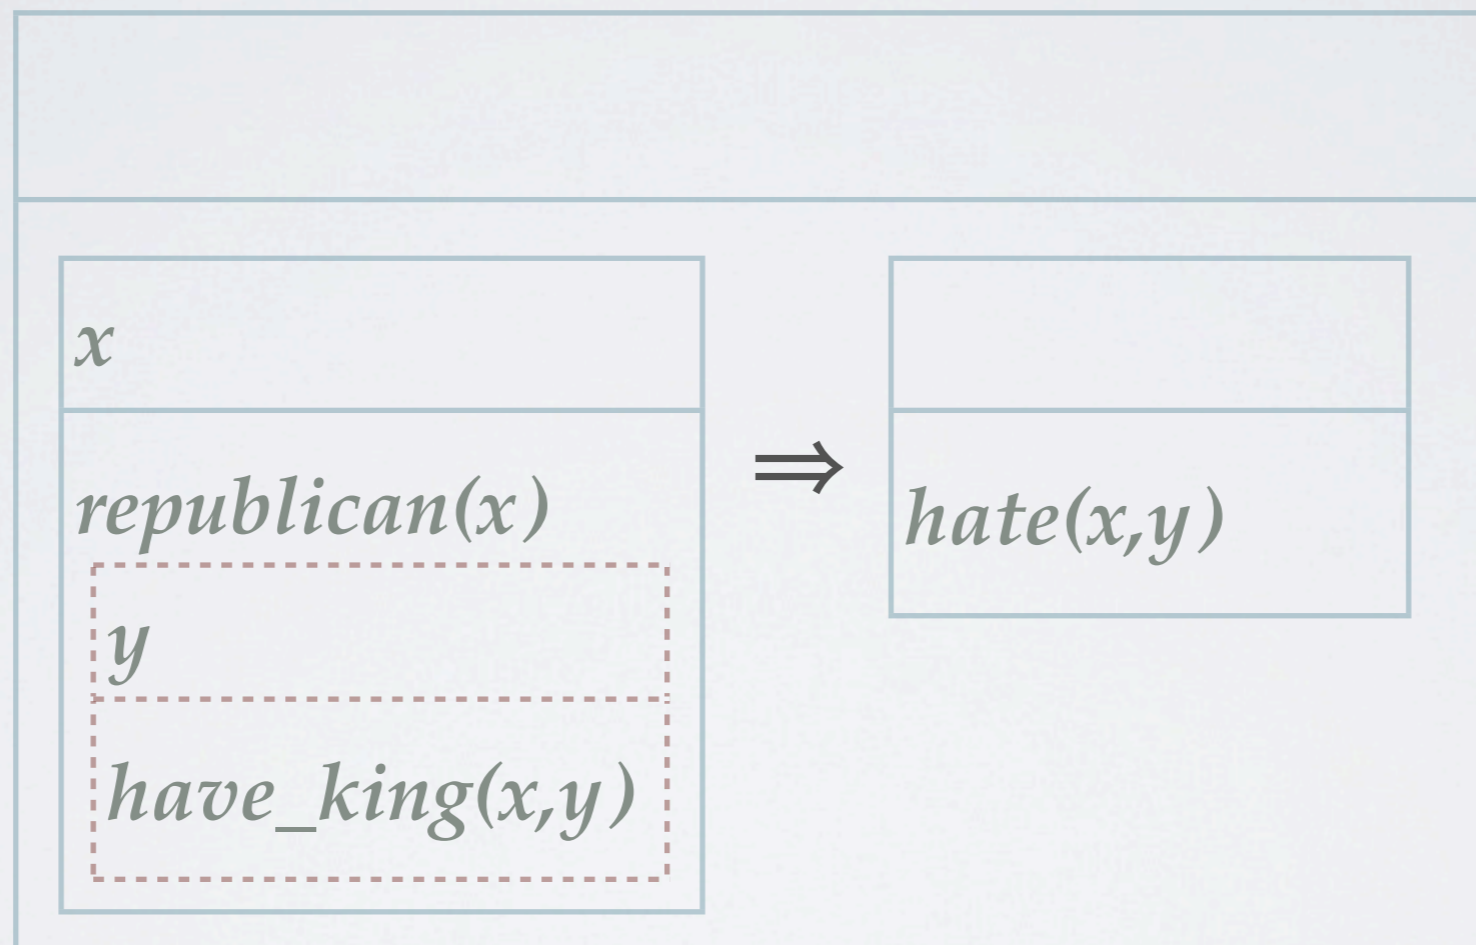 x
republican(x)
y
have_king(x,y)
⇒
hate(x,y)